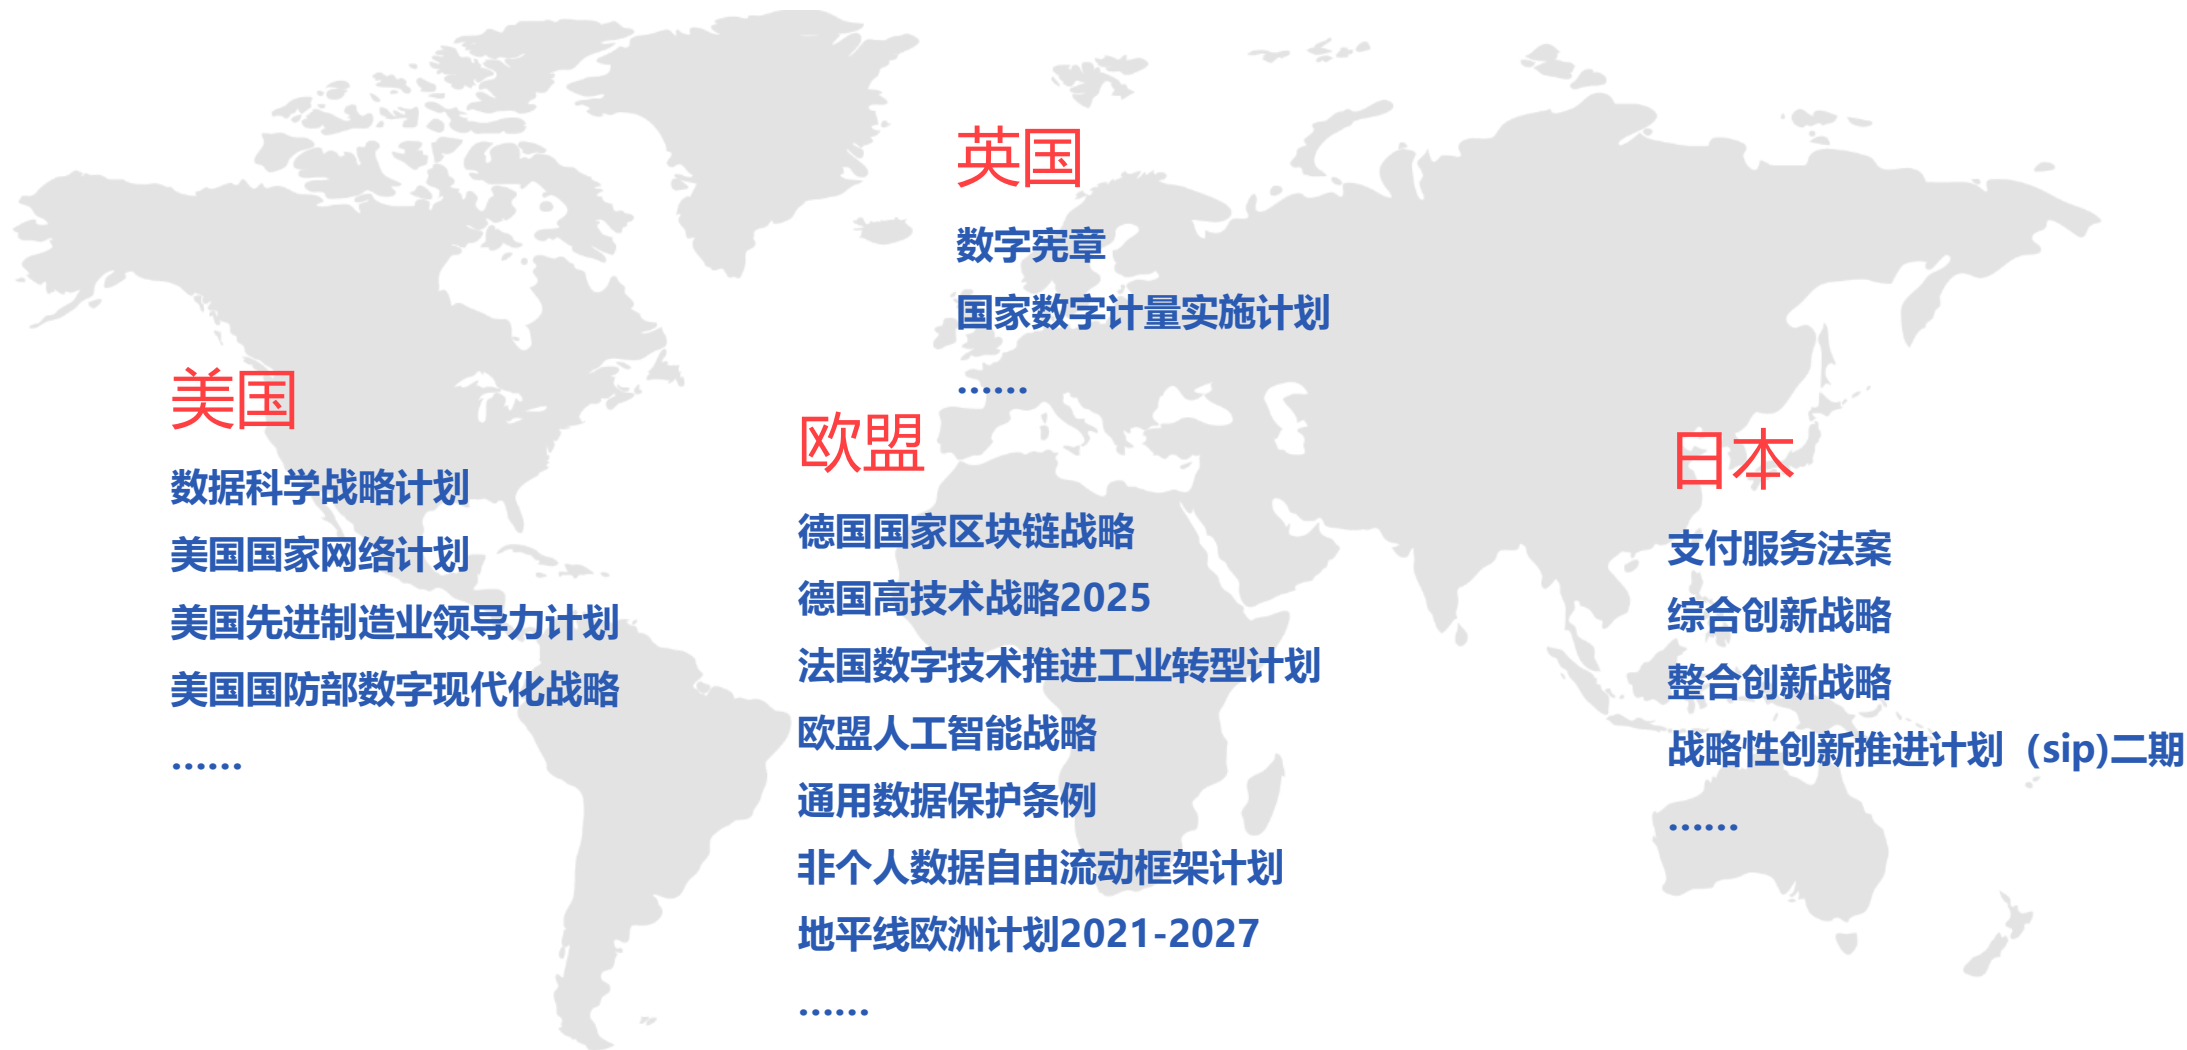 英国
数字宪章
国家数字计量实施计划
……
美国
数据科学战略计划
美国国家网络计划
美国先进制造业领导力计划
美国国防部数字现代化战略
……
欧盟
德国国家区块链战略
德国高技术战略2025
法国数字技术推进工业转型计划
欧盟人工智能战略
通用数据保护条例
非个人数据自由流动框架计划
地平线欧洲计划2021-2027
……
日本
支付服务法案
综合创新战略
整合创新战略
战略性创新推进计划（sip)二期
……